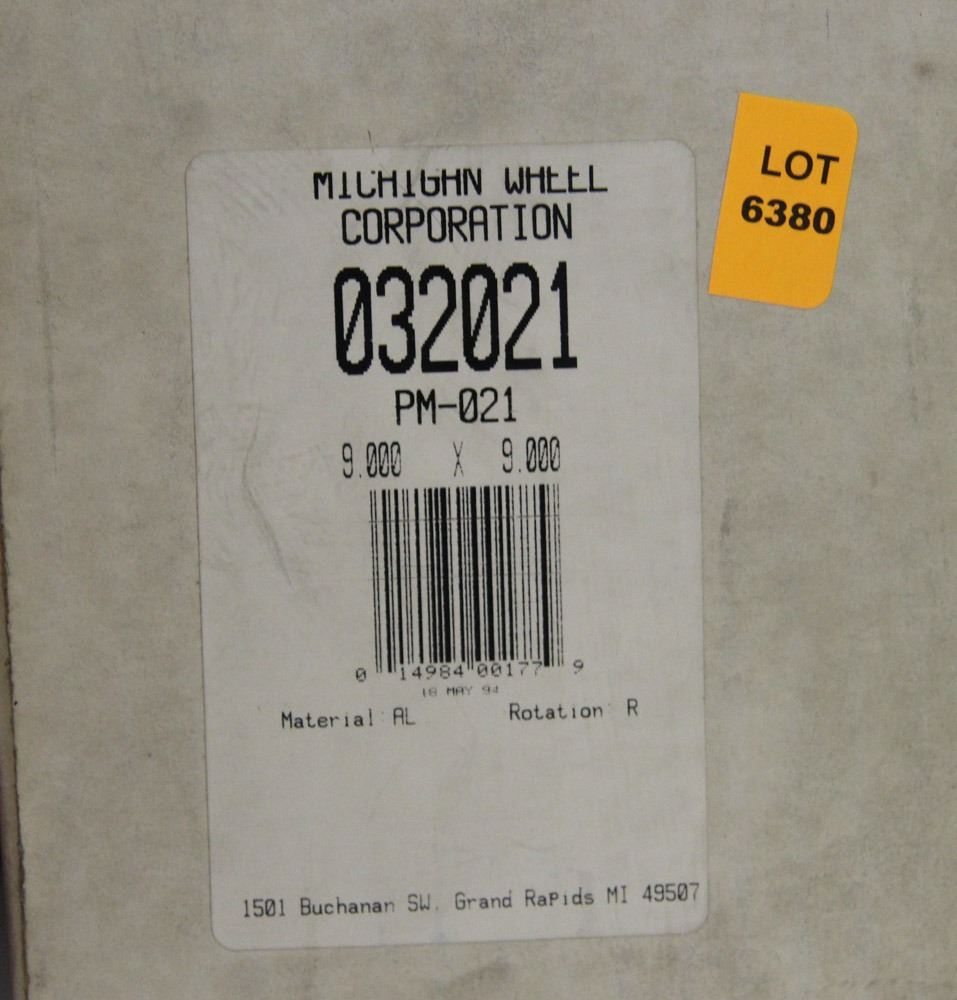 MICHIGAN WHEEL
CORPORATION
032021
PM-021
9.000 X 9.000
0 14984 00177 9
18 MAY 94
Material: AL Rotation: R
1501 Buchanan SW. Grand Rapids MI 49507
LOT
6380